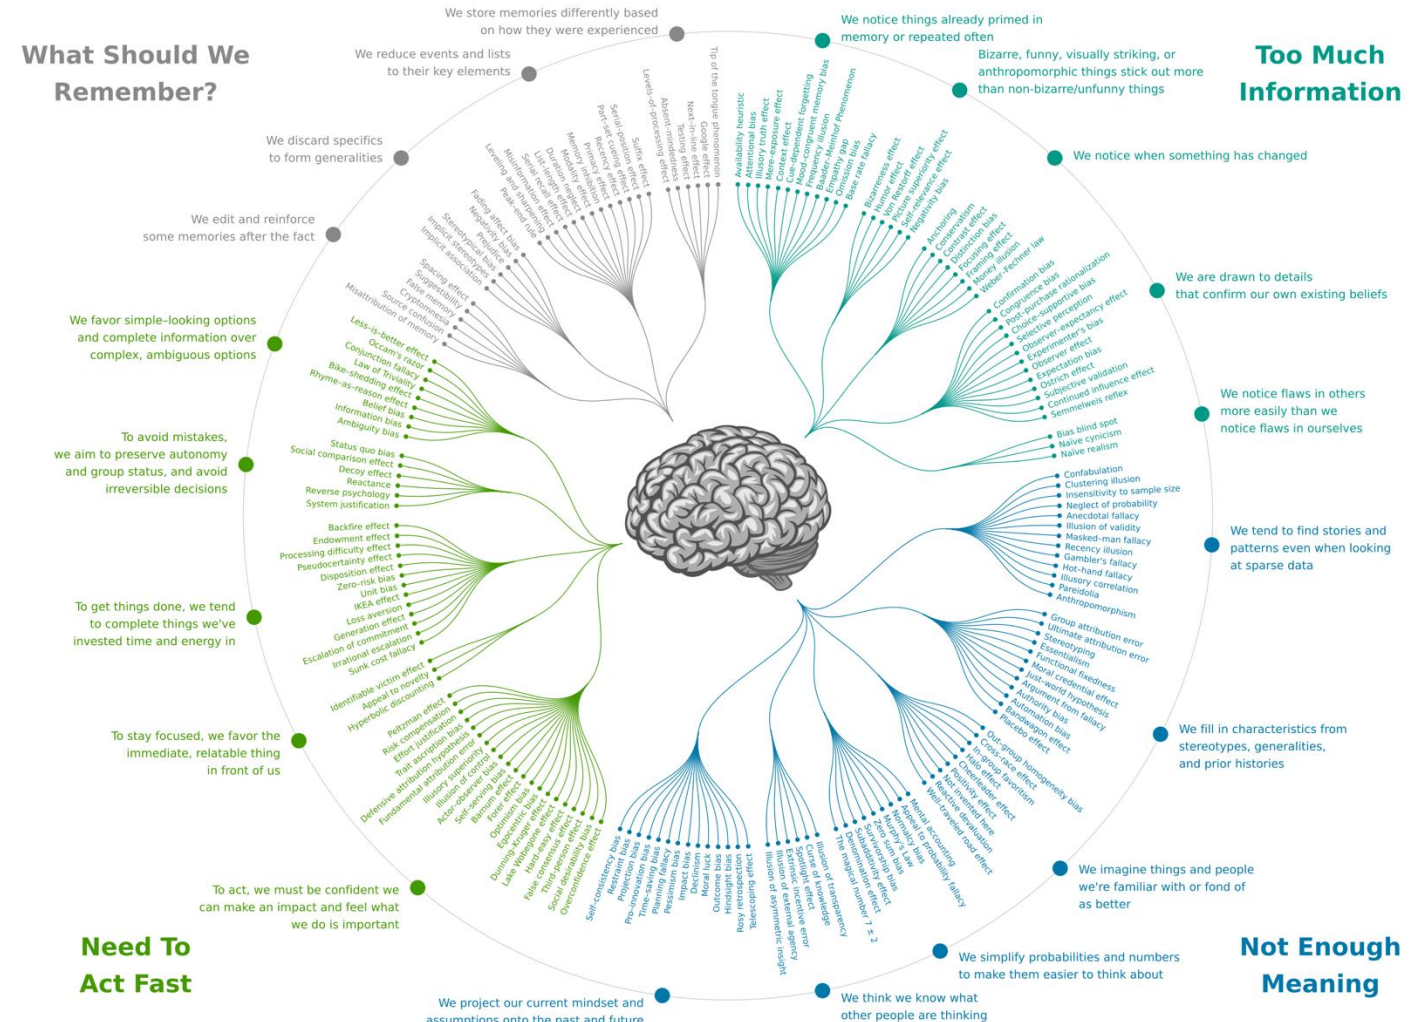 What Should We
Remember?
We store memories differently based
on how they were experienced
We reduce events and lists
to their key elements
We discard specifics
to form generalities
We edit and reinforce
some memories after the fact
Tip of the tongue phenomenon
Google effect
Next-in-line effect
Testing effect
Absent-mindedness
Levels-of-processing effect
Suffix effect
Serial-position effect
Part-set cueing effect
Recency effect
Primacy effect
Memory inhibition
Modality effect
Duration neglect
List-length effect
Serial recall effect
Misinformation effect
Leveling and sharpening
Peak-end rule
Fading affect bias
Negativity bias
Prejudice
Stereotypical bias
Implicit stereotypes
Implicit association
Spacing effect
Suggestibility
False memory
Cryptomnesia
Source confusion
Misattribution of memory
Too Much
Information
We notice things already primed in
memory or repeated often
Bizarre, funny, visually striking, or
anthropomorphic things stick out more
than non-bizarre/unfunny things
We notice when something has changed
We are drawn to details
that confirm our own existing beliefs
We notice flaws in others
more easily than we
notice flaws in ourselves
Availability heuristic
Attentional bias
Illusory truth effect
Mere-exposure effect
Context effect
Cue-dependent forgetting
Mood-congruent memory bias
Frequency illusion
Baader-Meinhof Phenomenon
Empathy gap
Omission bias
Base rate fallacy
Bizarreness effect
Humor effect
Von Restorff effect
Picture superiority effect
Self-relevance effect
Negativity bias
Anchoring
Conservatism
Contrast effect
Distinction bias
Focusing effect
Framing effect
Money illusion
Weber–Fechner law
Confirmation bias
Congruence bias
Post-purchase rationalization
Choice-supportive bias
Selective perception
Observer-expectancy effect
Experimenter's bias
Observer effect
Expectation bias
Ostrich effect
Subjective validation
Continued influence effect
Semmelweis reflex
Bias blind spot
Naïve cynicism
Naïve realism
We tend to find stories and
patterns even when looking
at sparse data
We fill in characteristics from
stereotypes, generalities,
and prior histories
We imagine things and people
we're familiar with or fond of
as better
We simplify probabilities and numbers
to make them easier to think about
We think we know what
other people are thinking
We project our current mindset and
assumptions onto the past and future
Not Enough
Meaning
Confabulation
Clustering illusion
Insensitivity to sample size
Neglect of probability
Anecdotal fallacy
Illusion of validity
Masked-man fallacy
Recency illusion
Gambler's fallacy
Hot-hand fallacy
Illusory correlation
Pareidolia
Anthropomorphism
Group attribution error
Ultimate attribution error
Stereotyping
Essentialism
Functional fixedness
Moral credential effect
Just-world hypothesis
Argument from fallacy
Authority bias
Automation bias
Bandwagon effect
Placebo effect
Out-group homogeneity bias
Cross-race effect
In-group favoritism
Halo effect
Cheerleader effect
Positivity effect
Not invented here
Reactive devaluation
Well-traveled road effect
Mental accounting
Appeal to probability fallacy
Normalcy bias
Murphy's Law
Zero sum bias
Survivorship bias
Subadditivity effect
Denomination effect
The magical number 7 ± 2
Illusion of transparency
Curse of knowledge
Spotlight effect
Extrinsic incentive error
Illusion of external agency
Illusion of asymmetric insight
Telescoping effect
Rosy retrospection
Hindsight bias
Outcome bias
Moral luck
Declinism
Impact bias
Pessimism bias
Planning fallacy
Time-saving bias
Pro-innovation bias
Projection bias
Restraint bias
Self-consistency bias
We favor simple–looking options
and complete information over
complex, ambiguous options
To avoid mistakes,
we aim to preserve autonomy
and group status, and avoid
irreversible decisions
To get things done, we tend
to complete things we've
invested time and energy in
To stay focused, we favor the
immediate, relatable thing
in front of us
To act, we must be confident we
can make an impact and feel what
we do is important
Need To
Act Fast
Less-is-better effect
Occam's razor
Conjunction fallacy
Law of Triviality
Bike-shedding effect
Rhyme-as-reason effect
Belief bias
Information bias
Ambiguity bias
Status quo bias
Social comparison effect
Decoy effect
Reactance
Reverse psychology
System justification
Backfire effect
Endowment effect
Processing difficulty effect
Pseudocertainty effect
Disposition effect
Zero-risk bias
Unit bias
IKEA effect
Loss aversion
Generation effect
Escalation of commitment
Irrational escalation
Sunk cost fallacy
Identifiable victim effect
Appeal to novelty
Hyperbolic discounting
Peltzman effect
Risk compensation
Effort justification
Trait ascription bias
Defensive attribution hypothesis
Fundamental attribution error
Illusory superiority
Illusion of control
Actor-observer bias
Self-serving bias
Barnum effect
Forer effect
Optimism bias
Egocentric bias
Dunning-Kruger effect
Lake Wobegone effect
Hard-easy effect
False consensus effect
Third-person effect
Social desirability bias
Overconfidence effect